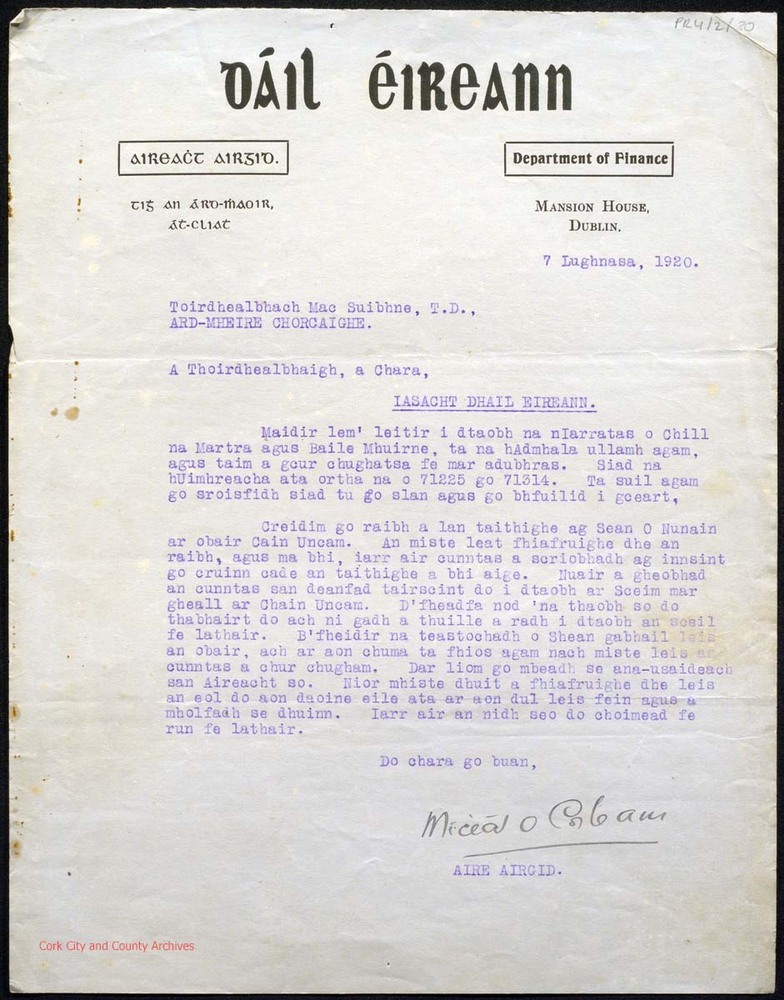 PR4/2/30
Dáil Éireann
Aireaċt Airgid.
Department of Finance
Tiġ an Árd-Ṁaoir,
Át-Cliat
Mansion House,
Dublin.
7 Lughnasa, 1920.
Toirdhealbhach Mac Suibhne, T.D.,
ARD-MHEIRE CHORCAIGHE.
A Thoirdhealbhaigh, a Chara,
IASACHT DHAIL EIREANN.
Maidir lem' leitir i dtaobh na nIarratas o Chill
na Martra agus Baile Mhuirne, ta na hAdmhala ullamh agam,
agus taim a gcur chughatsa fe mar adubhras. Siad na
hUimhreacha ata ortha na o 71225 go 71314. Ta suil agam
go sroisfidh siad tu go slan agus go bhfuilid i gceart,
Creidim go raibh a lan taithighe ag Sean O Nunain
ar obair Cain Uncam. An miste leat fhiafruighe dhe an
raibh, agus ma bhi, iarr air cunntas a scriobhadh ag innsint
go cruinn cade an taithighe a bhi aige. Nuair a gheobhad
an cunntas san deanfad tairscint do i dtaobh ar Sceim mar
gheall ar Chain Uncam. D'fheadfa nod 'na thaobh so do
thabhairt do ach ni gadh a thuille a radh i dtaobh an sceil
fe lathair. B'fheidir na teastochadh o Shean gabhail leis
an obair, ach ar aon chuma ta fhios agam nach miste leis an
cunntas a chur chugham. Dar liom go mbeadh se ana-usaideach
san Aireacht so. Nior mhiste dhuit a fhiafruighe dhe leis
an eol do aon daoine eile ata ar aon dul leis fein agus a
mholfadh se dhuinn. Iarr air an nidh seo do choimead fe
run fe lathair.
Do chara go buan,
Mícéal O Coileain
AIRE AIRGID.
Cork City and County Archives